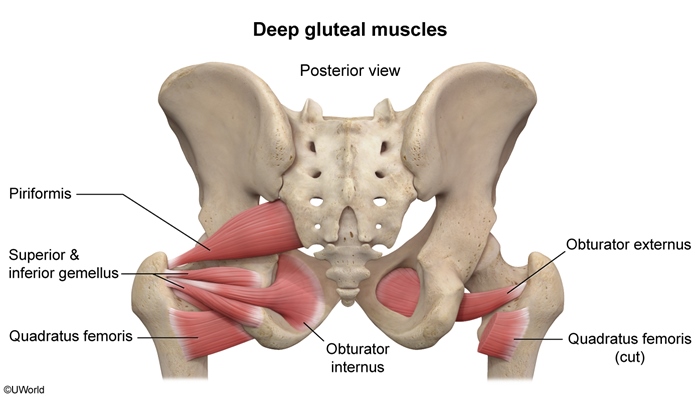 Deep gluteal muscles
Posterior view
Piriformis
Superior &
inferior gemellus
Quadratus femoris
Obturator
internus
Obturator externus
Quadratus femoris
(cut)
©UWorld